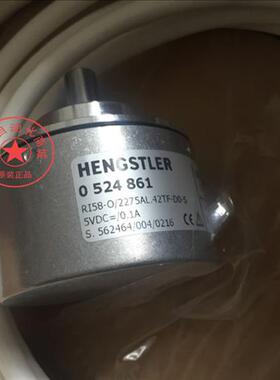 HENGSTLER
0 524 861
RI58-O/2275AL.42TF-D0-S
5VDC=/0.1A
S. 562464/004/0216